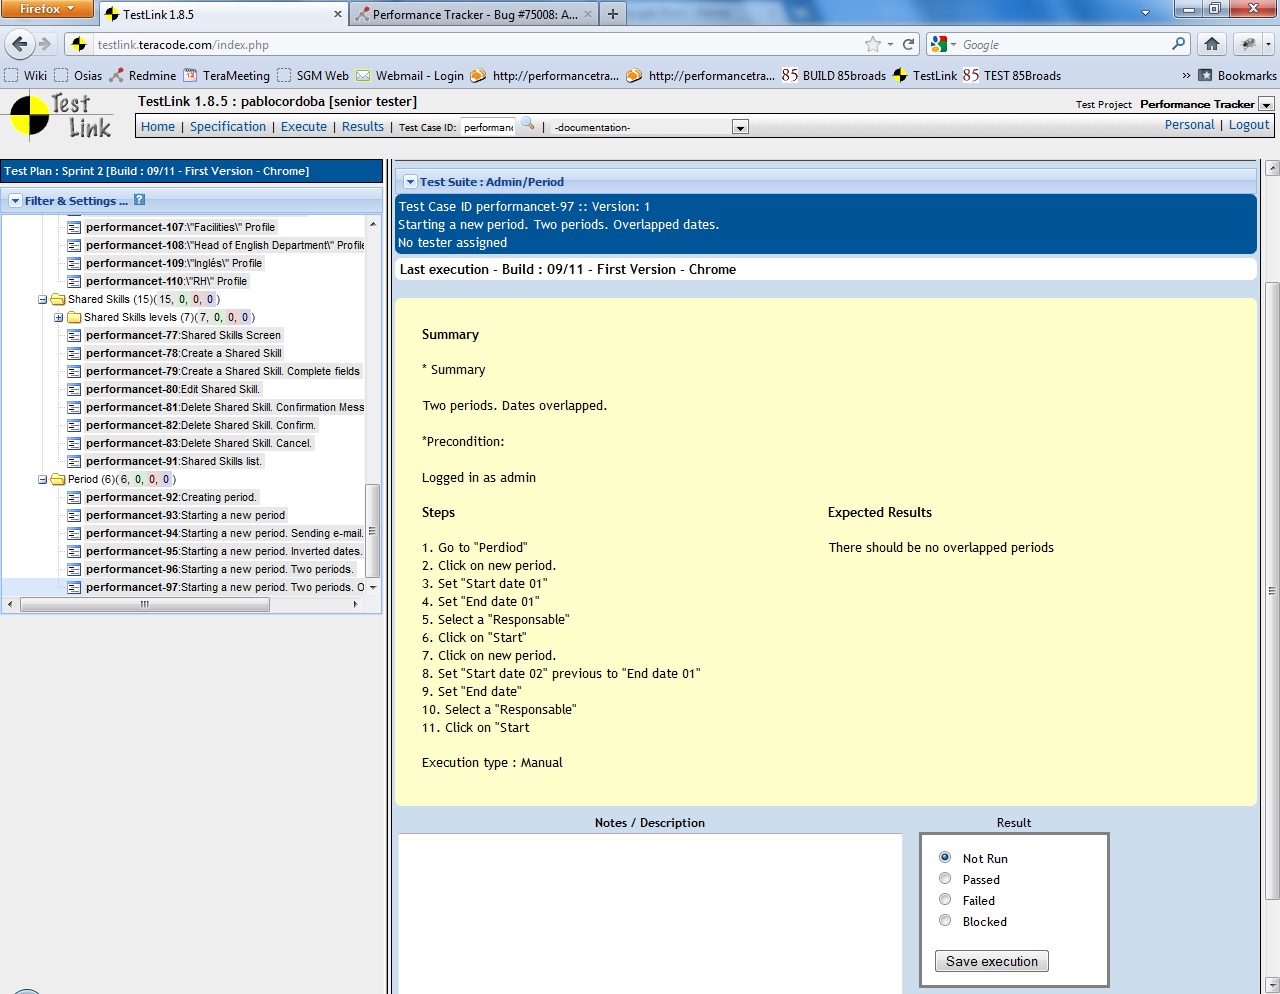 Firefox
TestLink 1.8.5
Performance Tracker - Bug #75008: A...
testlink.teracode.com/index.php
Google
Wiki
Osias
Redmine
TeraMeeting
SGM Web
Webmail - Login
http://performancetra...
http://performancetra...
85 BUILD 85broads
TestLink
85 TEST 85Broads
»
Bookmarks
Test Link
TestLink 1.8.5 : pablocordoba [senior tester]
Test Project
Performance Tracker
Home | Specification | Execute | Results | Test Case ID: performanc | -documentation-
Personal | Logout
Test Plan : Sprint 2 [Build : 09/11 - First Version - Chrome]
Filter & Settings ...
performancet-107:\"Facilities\" Profile
performancet-108:\"Head of English Department\" Profile
performancet-109:\"Inglés\" Profile
performancet-110:\"RH\" Profile
Shared Skills (15)(15, 0, 0, 0)
Shared Skills levels (7)(7, 0, 0, 0)
performancet-77:Shared Skills Screen
performancet-78:Create a Shared Skill
performancet-79:Create a Shared Skill. Complete fields
performancet-80:Edit Shared Skill.
performancet-81:Delete Shared Skill. Confirmation Mess
performancet-82:Delete Shared Skill. Confirm.
performancet-83:Delete Shared Skill. Cancel.
performancet-91:Shared Skills list.
Period (6)(6, 0, 0, 0)
performancet-92:Creating period.
performancet-93:Starting a new period
performancet-94:Starting a new period. Sending e-mail.
performancet-95:Starting a new period. Inverted dates.
performancet-96:Starting a new period. Two periods.
performancet-97:Starting a new period. Two periods. O
Test Suite : Admin/Period
Test Case ID performancet-97 :: Version: 1
Starting a new period. Two periods. Overlapped dates.
No tester assigned
Last execution - Build : 09/11 - First Version - Chrome
Summary
* Summary
Two periods. Dates overlapped.
*Precondition:
Logged in as admin
Steps
1. Go to "Perdiod"
2. Click on new period.
3. Set "Start date 01"
4. Set "End date 01"
5. Select a "Responsable"
6. Click on "Start"
7. Click on new period.
8. Set "Start date 02" previous to "End date 01"
9. Set "End date"
10. Select a "Responsable"
11. Click on "Start
Expected Results
There should be no overlapped periods
Execution type : Manual
Notes / Description
Result
Not Run
Passed
Failed
Blocked
Save execution